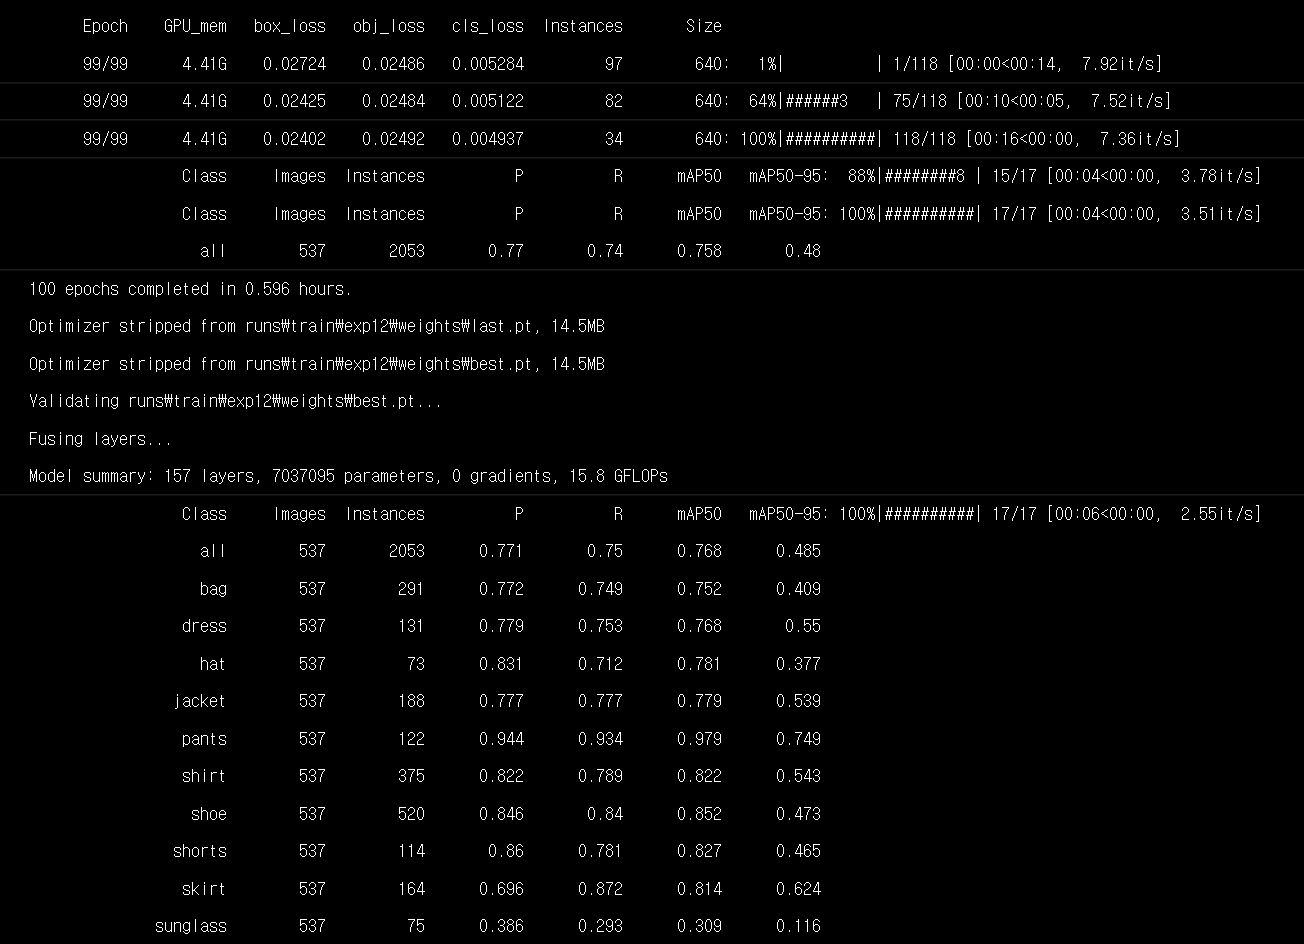 Epoch GPU_mem box_loss obj_loss cls_loss Instances Size
99/99 4.41G 0.02724 0.02486 0.005284 97 640: 1%| | 1/118 [00:00<00:14, 7.92it/s]
99/99 4.41G 0.02425 0.02484 0.005122 82 640: 64%|######3 | 75/118 [00:10<00:05, 7.52it/s]
99/99 4.41G 0.02402 0.02492 0.004937 34 640: 100%|##########| 118/118 [00:16<00:00, 7.36it/s]
Class Images Instances P R mAP50 mAP50-95: 88%|########8 | 15/17 [00:04<00:00, 3.78it/s]
Class Images Instances P R mAP50 mAP50-95: 100%|##########| 17/17 [00:04<00:00, 3.51it/s]
all 537 2053 0.77 0.74 0.758 0.48
100 epochs completed in 0.596 hours.
Optimizer stripped from runs₩train₩exp12₩weights₩last.pt, 14.5MB
Optimizer stripped from runs₩train₩exp12₩weights₩best.pt, 14.5MB
Validating runs₩train₩exp12₩weights₩best.pt...
Fusing layers...
Model summary: 157 layers, 7037095 parameters, 0 gradients, 15.8 GFLOPs
Class Images Instances P R mAP50 mAP50-95: 100%|##########| 17/17 [00:06<00:00, 2.55it/s]
all 537 2053 0.771 0.75 0.768 0.485
bag 537 291 0.772 0.749 0.752 0.409
dress 537 131 0.779 0.753 0.768 0.55
hat 537 73 0.831 0.712 0.781 0.377
jacket 537 188 0.777 0.777 0.779 0.539
pants 537 122 0.944 0.934 0.979 0.749
shirt 537 375 0.822 0.789 0.822 0.543
shoe 537 520 0.846 0.84 0.852 0.473
shorts 537 114 0.86 0.781 0.827 0.465
skirt 537 164 0.696 0.872 0.814 0.624
sunglass 537 75 0.386 0.293 0.309 0.116